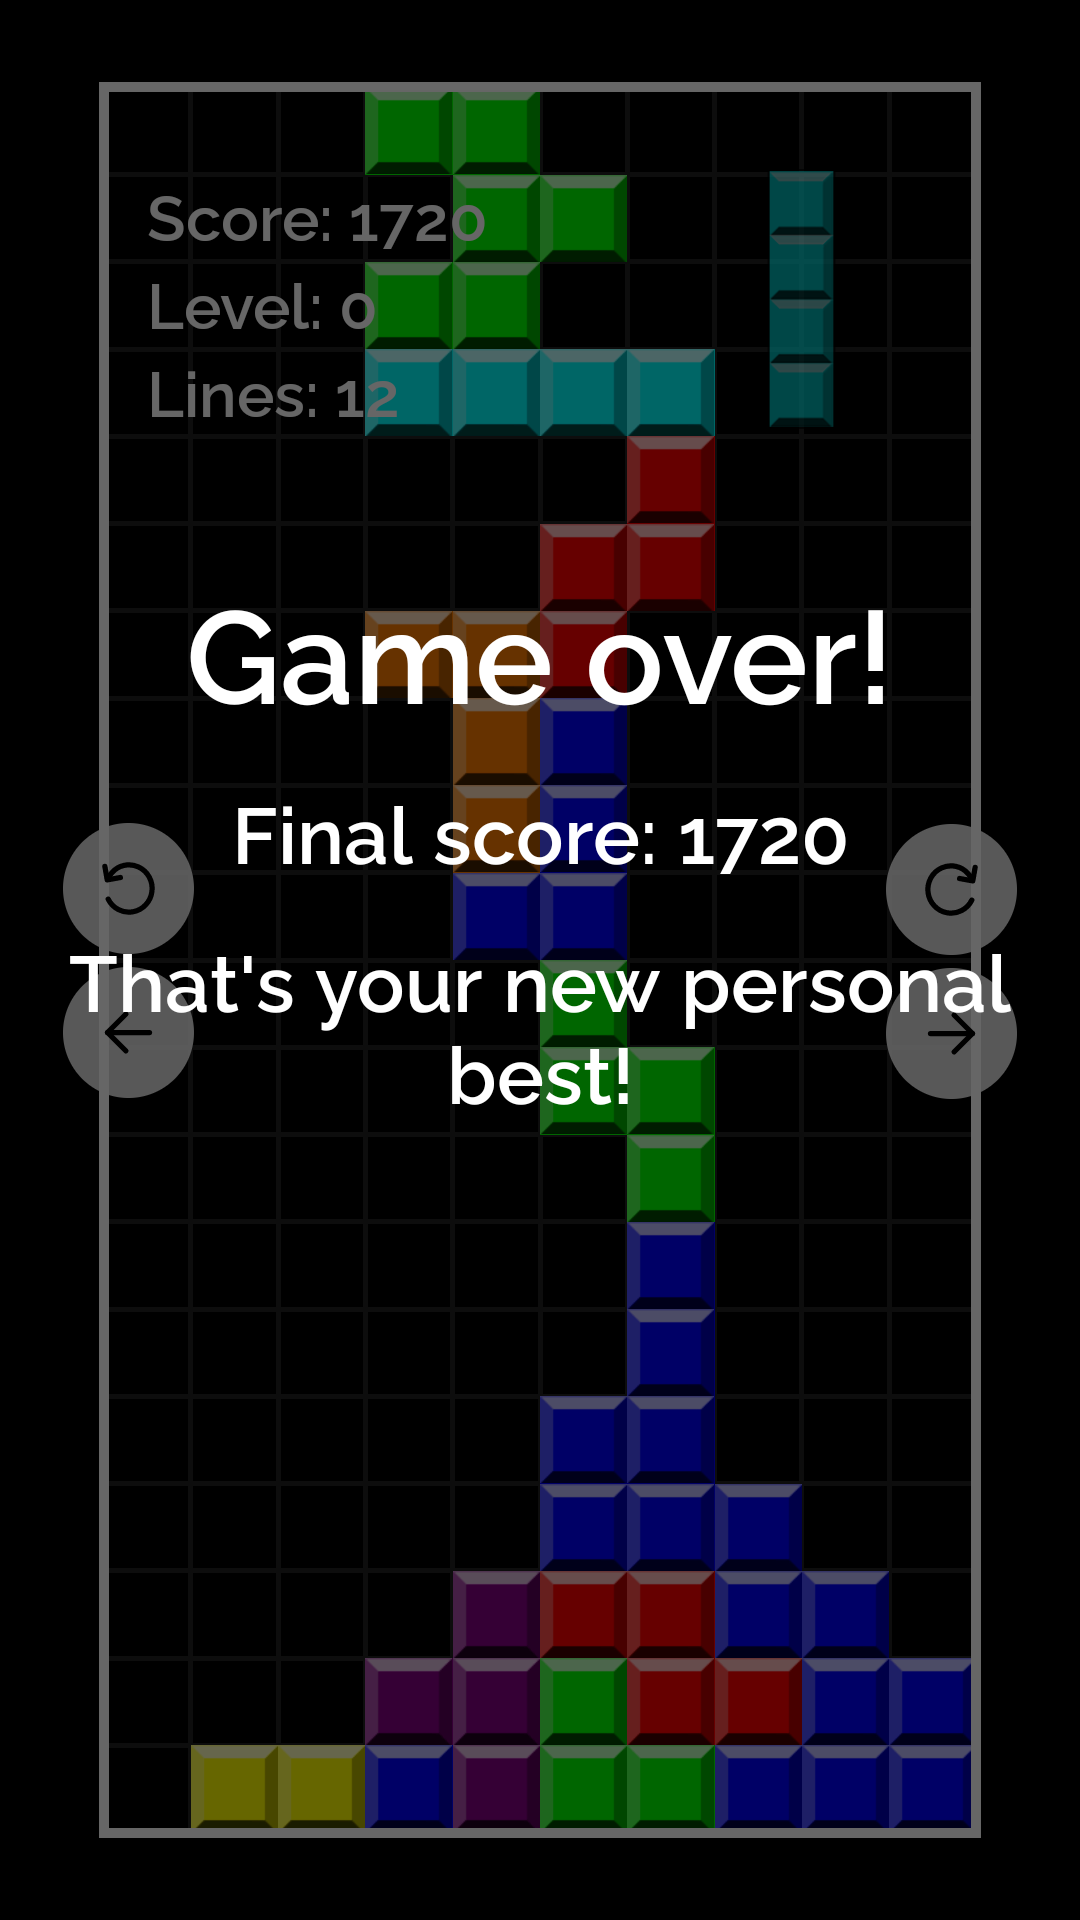 Score: 1720
Level: 0
Lines: 12
Game over!
Final score: 1720
That's your new personal
best!